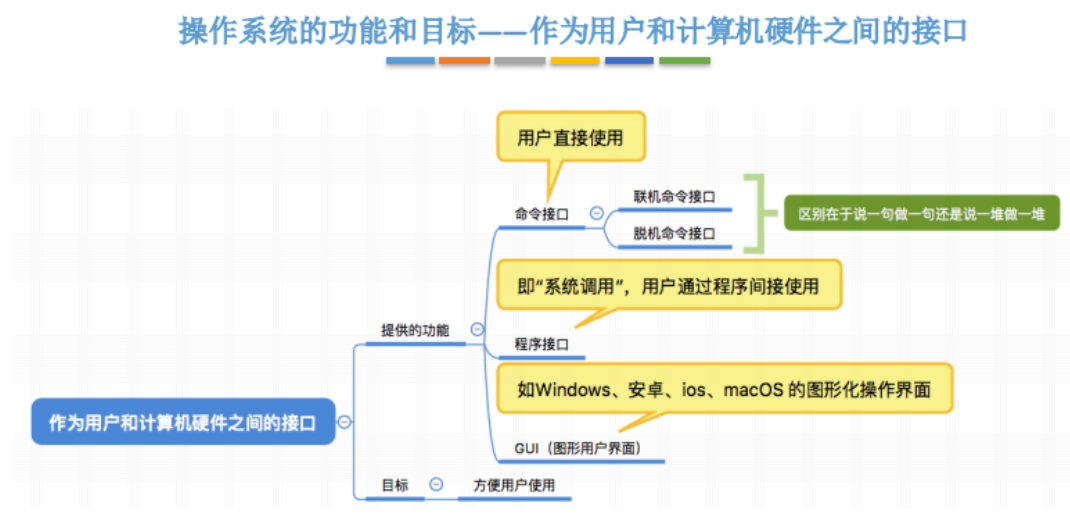 操作系统的功能和目标——作为用户和计算机硬件之间的接口
用户直接使用
命令接口
联机命令接口
脱机命令接口
区别在于说一句做一句还是说一堆做一堆
即“系统调用”，用户通过程序间接使用
提供的功能
程序接口
如Windows、安卓、ios、macOS 的图形化操作界面
作为用户和计算机硬件之间的接口
GUI（图形用户界面）
目标
方便用户使用